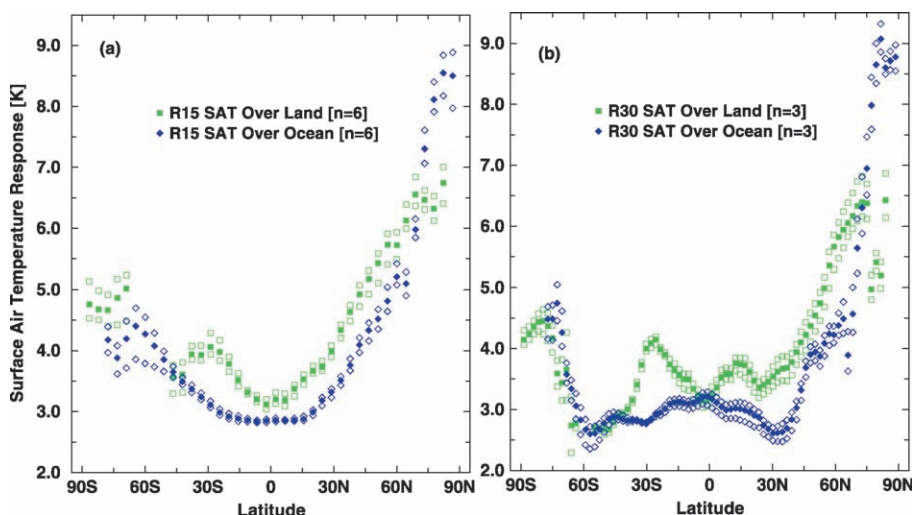 Surface Air Temperature Response [K]
(a)
R15 SAT Over Land [n=6]
R15 SAT Over Ocean [n=6]
9.0
8.0
7.0
6.0
5.0
4.0
3.0
2.0
90S 60S 30S 0 30N 60N 90N
Latitude
(b)
R30 SAT Over Land [n=3]
R30 SAT Over Ocean [n=3]
9.0
8.0
7.0
6.0
5.0
4.0
3.0
2.0
90S 60S 30S 0 30N 60N 90N
Latitude